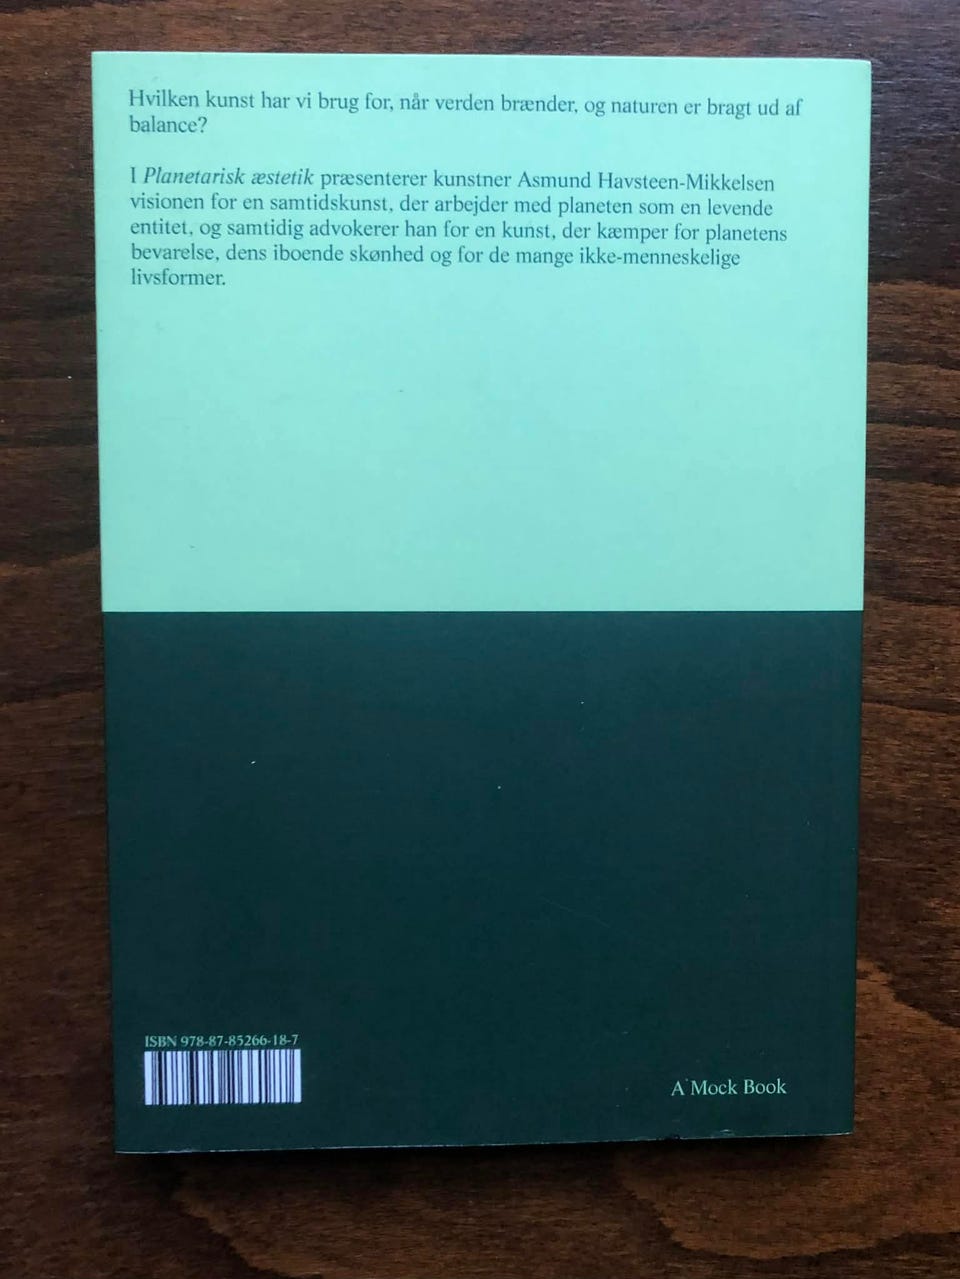 Hvilken kunst har vi brug for, når verden brænder, og naturen er bragt ud af
balance?
I Planetarisk æstetik præsenterer kunstner Asmund Havsteen-Mikkelsen
visionen for en samtidskunst, der arbejder med planeten som en levende
entitet, og samtidig advokerer han for en kunst, der kæmper for planetens
bevarelse, dens iboende skønhed og for de mange ikke-menneskelige
livsformer.
ISBN 978-87-85266-18-7
A Mock Book